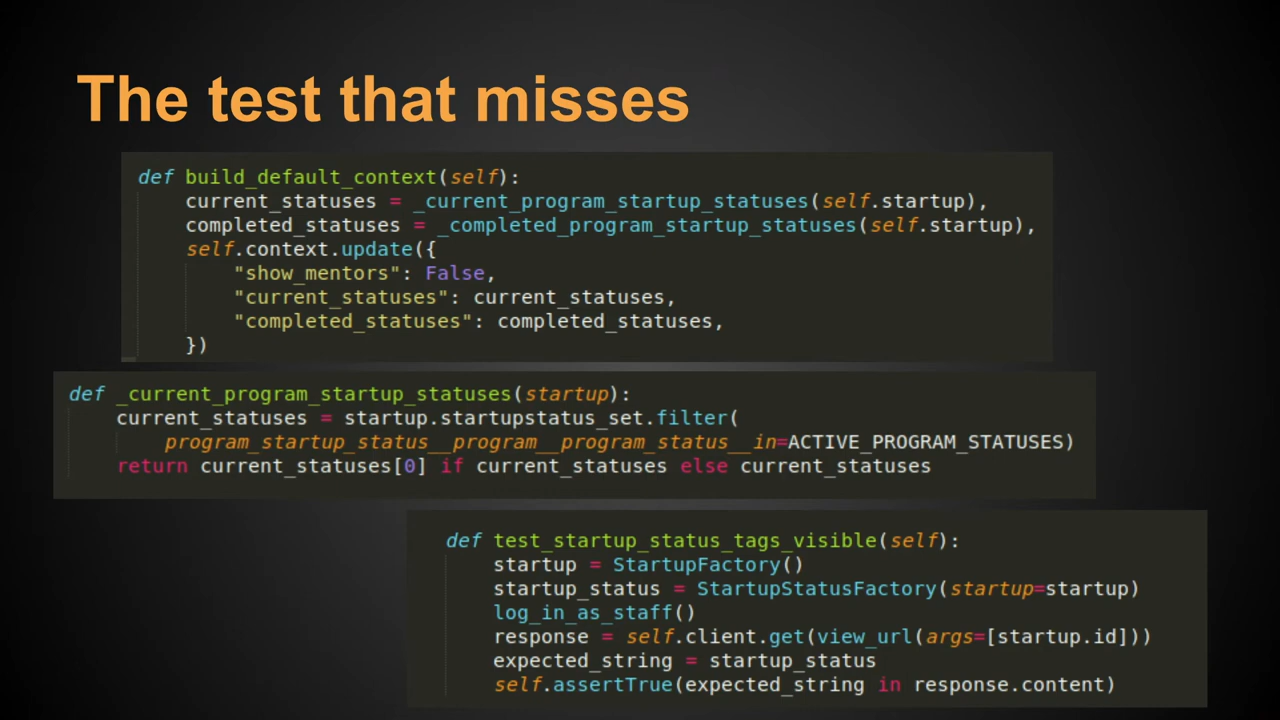 The test that misses
def build_default_context(self):
current_statuses = _current_program_startup_statuses(self.startup),
completed_statuses = _completed_program_startup_statuses(self.startup),
self.context.update({
"show_mentors": False,
"current_statuses": current_statuses,
"completed_statuses": completed_statuses,
})
def _current_program_startup_statuses(startup):
current_statuses = startup.startupstatus_set.filter(
program_startup_status__program__program_status__in=ACTIVE_PROGRAM_STATUSES)
return current_statuses[0] if current_statuses else current_statuses
def test_startup_status_tags_visible(self):
startup = StartupFactory()
startup_status = StartupStatusFactory(startup=startup)
log_in_as_staff()
response = self.client.get(view_url(args=[startup.id]))
expected_string = startup_status
self.assertTrue(expected_string in response.content)